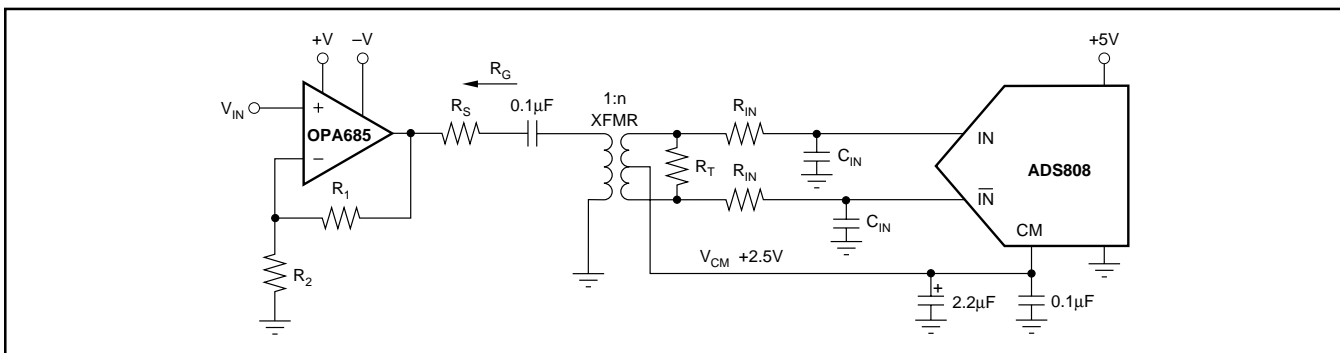 +V
–V
+5V
R_G
1:n
XFMR
R_S
0.1µF
V_IN
+
OPA685
–
R_IN
IN
C_IN
R_T
ADS808
R_1
R_IN
I̅N̅
C_IN
CM
R_2
V_CM +2.5V
+
2.2µF
0.1µF